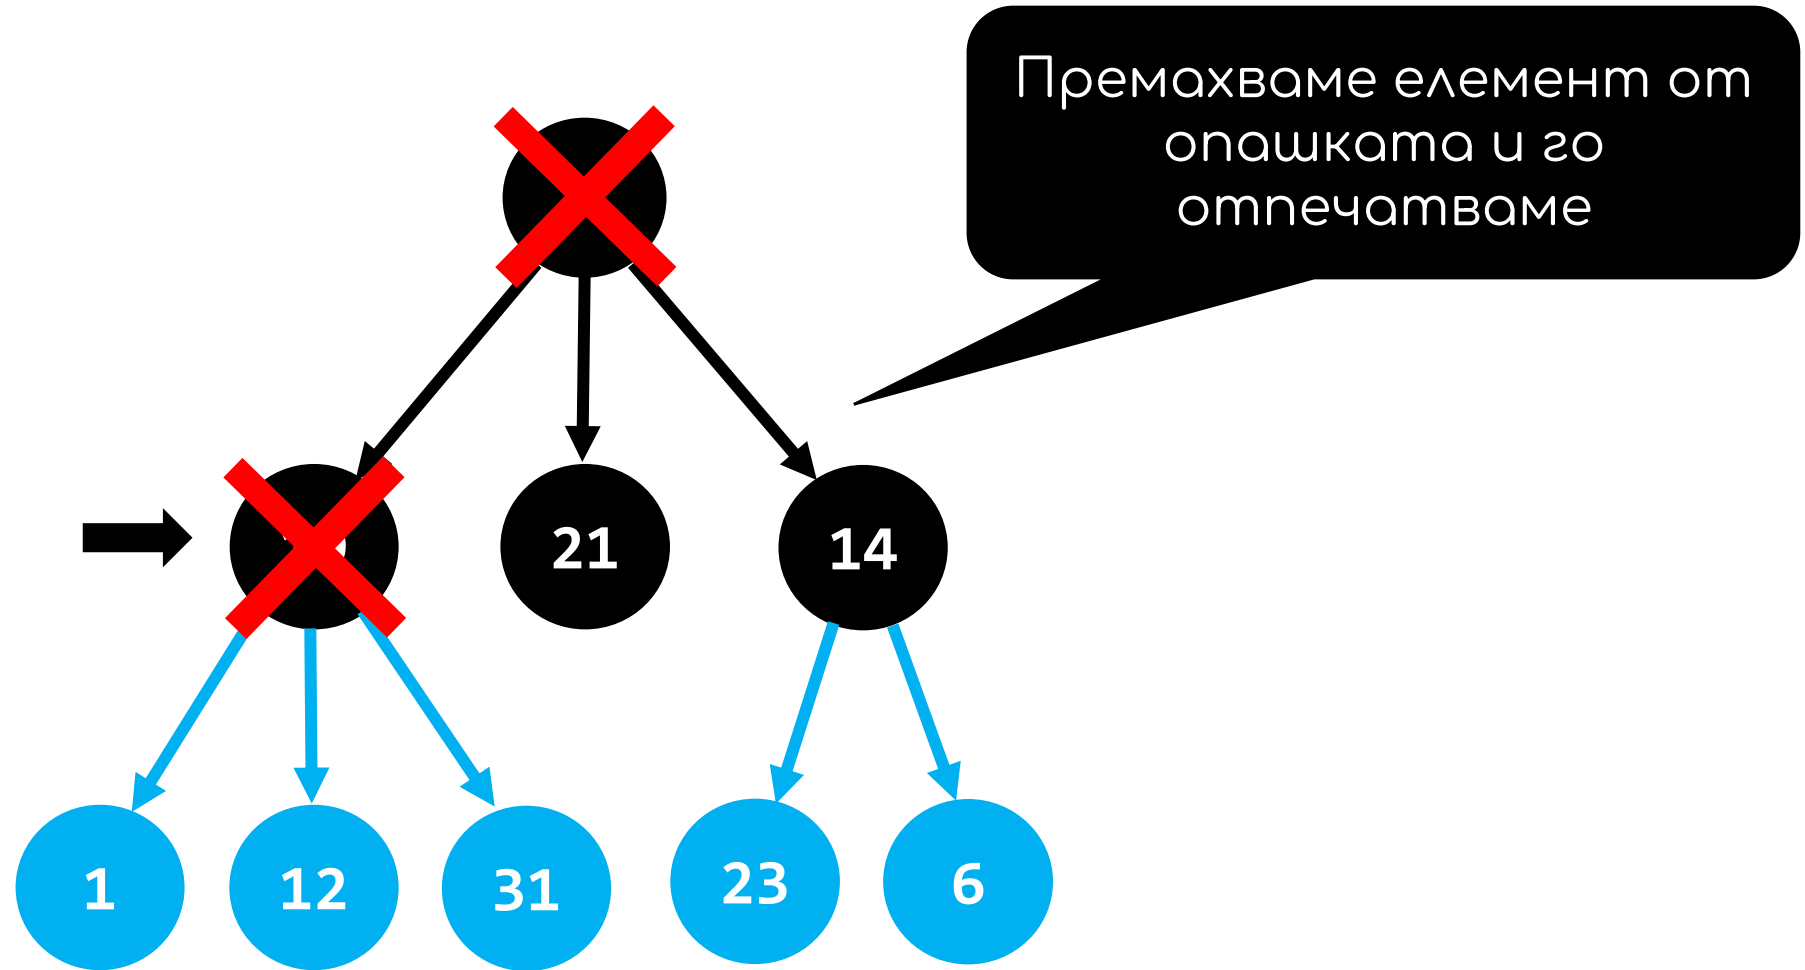 Премахваме елемент от
опашката и го
отпечатваме
21
14
1
12
31
23
6